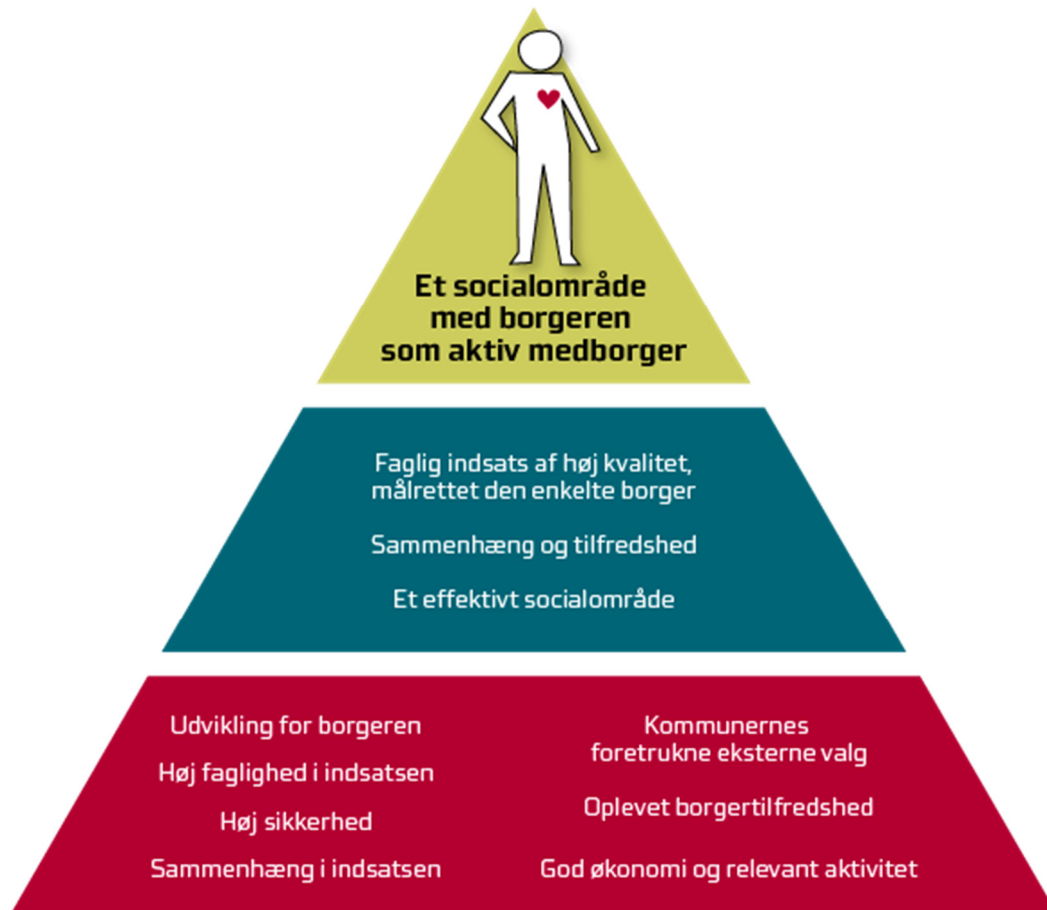 Et socialområde
med borgeren
som aktiv medborger
Faglig indsats af høj kvalitet,
målrettet den enkelte borger
Sammenhæng og tilfredshed
Et effektivt socialområde
Udvikling for borgeren
Høj faglighed i indsatsen
Høj sikkerhed
Sammenhæng i indsatsen
Kommunernes
foretrukne eksterne valg
Oplevet borgertilfredshed
God økonomi og relevant aktivitet